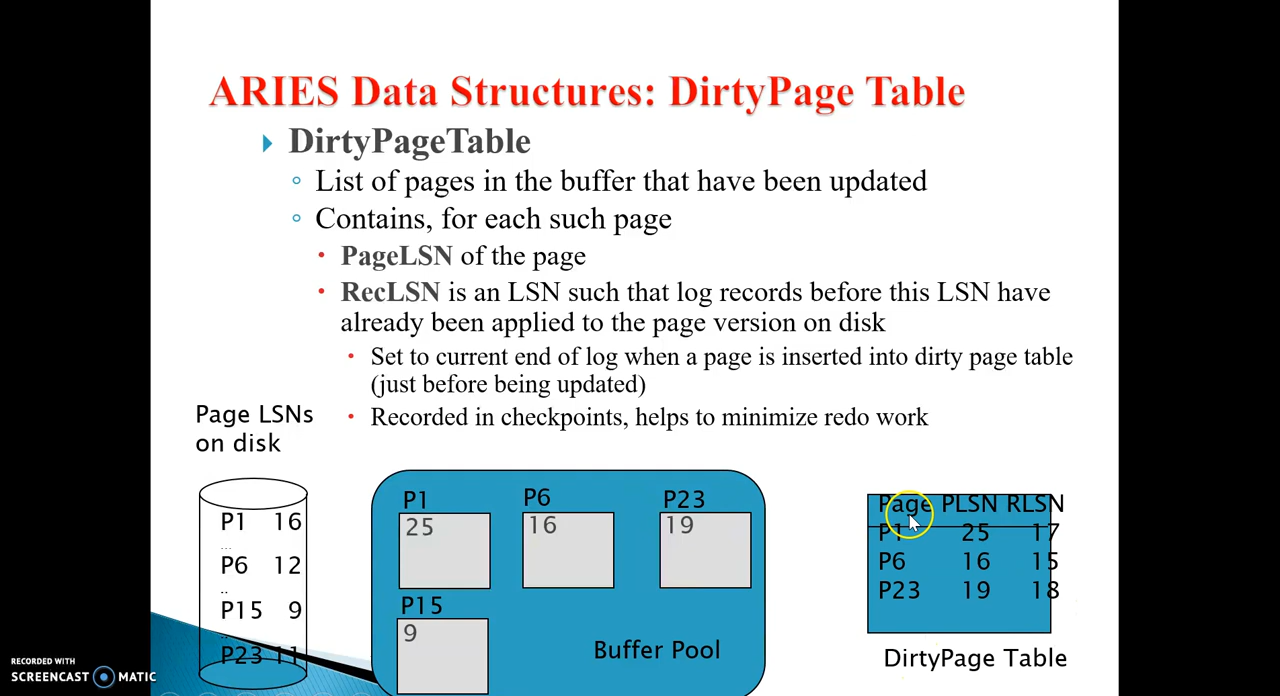 ARIES Data Structures: DirtyPage Table
DirtyPageTable
List of pages in the buffer that have been updated
Contains, for each such page
PageLSN of the page
RecLSN is an LSN such that log records before this LSN have
already been applied to the page version on disk
Set to current end of log when a page is inserted into dirty page table
(just before being updated)
Recorded in checkpoints, helps to minimize redo work
Page LSNs
on disk
P1 16
...
P6 12
..
P15 9
..
P23 11
P1
25
P6
16
P23
19
P15
9
Buffer Pool
Page PLSN RLSN
P1 25 17
P6 16 15
P23 19 18
DirtyPage Table
RECORDED WITH
SCREENCAST MATIC